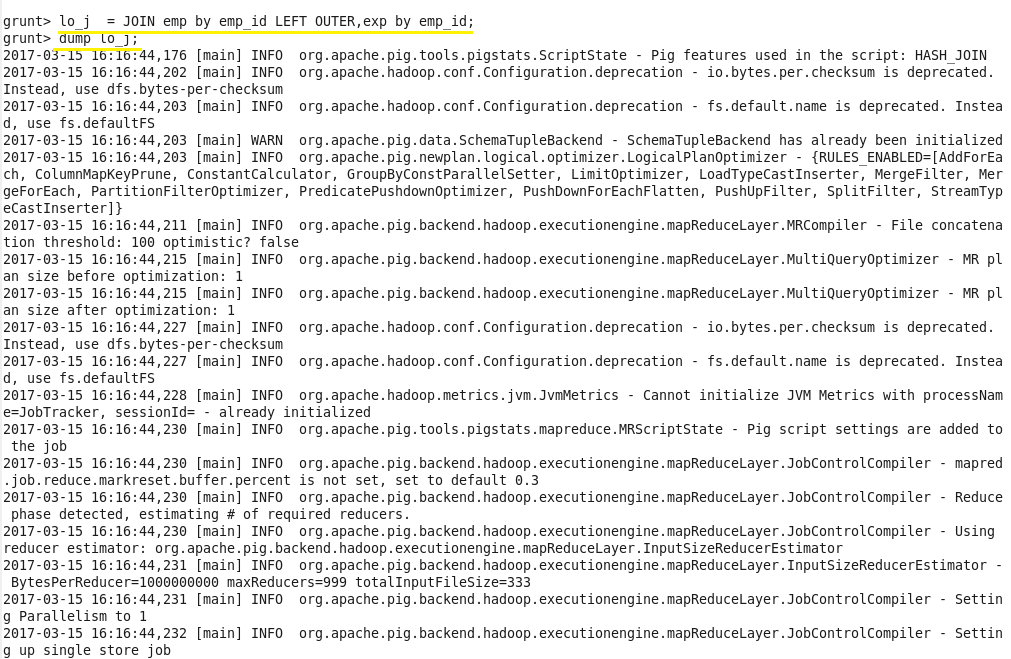 grunt> lo_j  = JOIN emp by emp_id LEFT OUTER,exp by emp_id;
grunt> dump lo_j;
2017-03-15 16:16:44,176 [main] INFO  org.apache.pig.tools.pigstats.ScriptState - Pig features used in the script: HASH_JOIN
2017-03-15 16:16:44,202 [main] INFO  org.apache.hadoop.conf.Configuration.deprecation - io.bytes.per.checksum is deprecated.
Instead, use dfs.bytes-per-checksum
2017-03-15 16:16:44,203 [main] INFO  org.apache.hadoop.conf.Configuration.deprecation - fs.default.name is deprecated. Instea
d, use fs.defaultFS
2017-03-15 16:16:44,203 [main] WARN  org.apache.pig.data.SchemaTupleBackend - SchemaTupleBackend has already been initialized
2017-03-15 16:16:44,203 [main] INFO  org.apache.pig.newplan.logical.optimizer.LogicalPlanOptimizer - {RULES_ENABLED=[AddForEa
ch, ColumnMapKeyPrune, ConstantCalculator, GroupByConstParallelSetter, LimitOptimizer, LoadTypeCastInserter, MergeFilter, Mer
geForEach, PartitionFilterOptimizer, PredicatePushdownOptimizer, PushDownForEachFlatten, PushUpFilter, SplitFilter, StreamTyp
eCastInserter]}
2017-03-15 16:16:44,211 [main] INFO  org.apache.pig.backend.hadoop.executionengine.mapReduceLayer.MRCompiler - File concatena
tion threshold: 100 optimistic? false
2017-03-15 16:16:44,215 [main] INFO  org.apache.pig.backend.hadoop.executionengine.mapReduceLayer.MultiQueryOptimizer - MR pl
an size before optimization: 1
2017-03-15 16:16:44,215 [main] INFO  org.apache.pig.backend.hadoop.executionengine.mapReduceLayer.MultiQueryOptimizer - MR pl
an size after optimization: 1
2017-03-15 16:16:44,227 [main] INFO  org.apache.hadoop.conf.Configuration.deprecation - io.bytes.per.checksum is deprecated.
Instead, use dfs.bytes-per-checksum
2017-03-15 16:16:44,227 [main] INFO  org.apache.hadoop.conf.Configuration.deprecation - fs.default.name is deprecated. Instea
d, use fs.defaultFS
2017-03-15 16:16:44,228 [main] INFO  org.apache.hadoop.metrics.jvm.JvmMetrics - Cannot initialize JVM Metrics with processNam
e=JobTracker, sessionId= - already initialized
2017-03-15 16:16:44,230 [main] INFO  org.apache.pig.tools.pigstats.mapreduce.MRScriptState - Pig script settings are added to
 the job
2017-03-15 16:16:44,230 [main] INFO  org.apache.pig.backend.hadoop.executionengine.mapReduceLayer.JobControlCompiler - mapred
.job.reduce.markreset.buffer.percent is not set, set to default 0.3
2017-03-15 16:16:44,230 [main] INFO  org.apache.pig.backend.hadoop.executionengine.mapReduceLayer.JobControlCompiler - Reduce
 phase detected, estimating # of required reducers.
2017-03-15 16:16:44,230 [main] INFO  org.apache.pig.backend.hadoop.executionengine.mapReduceLayer.JobControlCompiler - Using
reducer estimator: org.apache.pig.backend.hadoop.executionengine.mapReduceLayer.InputSizeReducerEstimator
2017-03-15 16:16:44,231 [main] INFO  org.apache.pig.backend.hadoop.executionengine.mapReduceLayer.InputSizeReducerEstimator -
 BytesPerReducer=1000000000 maxReducers=999 totalInputFileSize=333
2017-03-15 16:16:44,231 [main] INFO  org.apache.pig.backend.hadoop.executionengine.mapReduceLayer.JobControlCompiler - Settin
g Parallelism to 1
2017-03-15 16:16:44,232 [main] INFO  org.apache.pig.backend.hadoop.executionengine.mapReduceLayer.JobControlCompiler - Settin
g up single store job